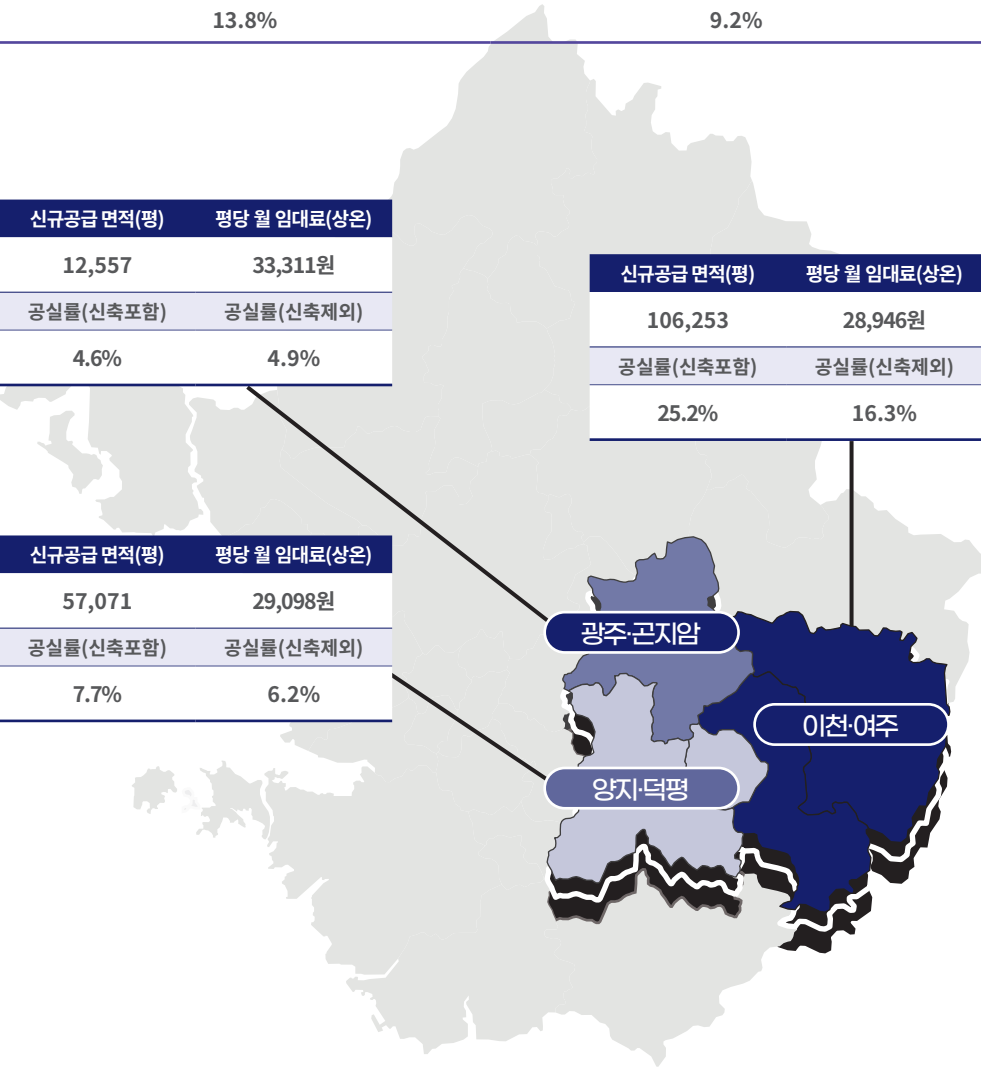 13.8% 9.2%
신규공급 면적(평) 평당 월 임대료(상온)
12,557 33,311원
공실률(신축포함) 공실률(신축제외)
4.6% 4.9%
신규공급 면적(평) 평당 월 임대료(상온)
106,253 28,946원
공실률(신축포함) 공실률(신축제외)
25.2% 16.3%
신규공급 면적(평) 평당 월 임대료(상온)
57,071 29,098원
공실률(신축포함) 공실률(신축제외)
7.7% 6.2%
광주·곤지암
이천·여주
양지·덕평